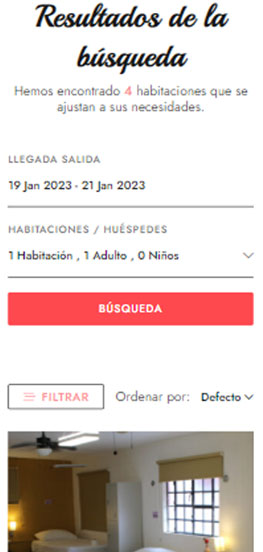 Resultados de la
búsqueda
Hemos encontrado 4 habitaciones que se
ajustan a sus necesidades.
LLEGADA SALIDA
19 Jan 2023 - 21 Jan 2023
HABITACIONES / HUÉSPEDES
1 Habitación , 1 Adulto , 0 Niños
BÚSQUEDA
FILTRAR Ordenar por: Defecto